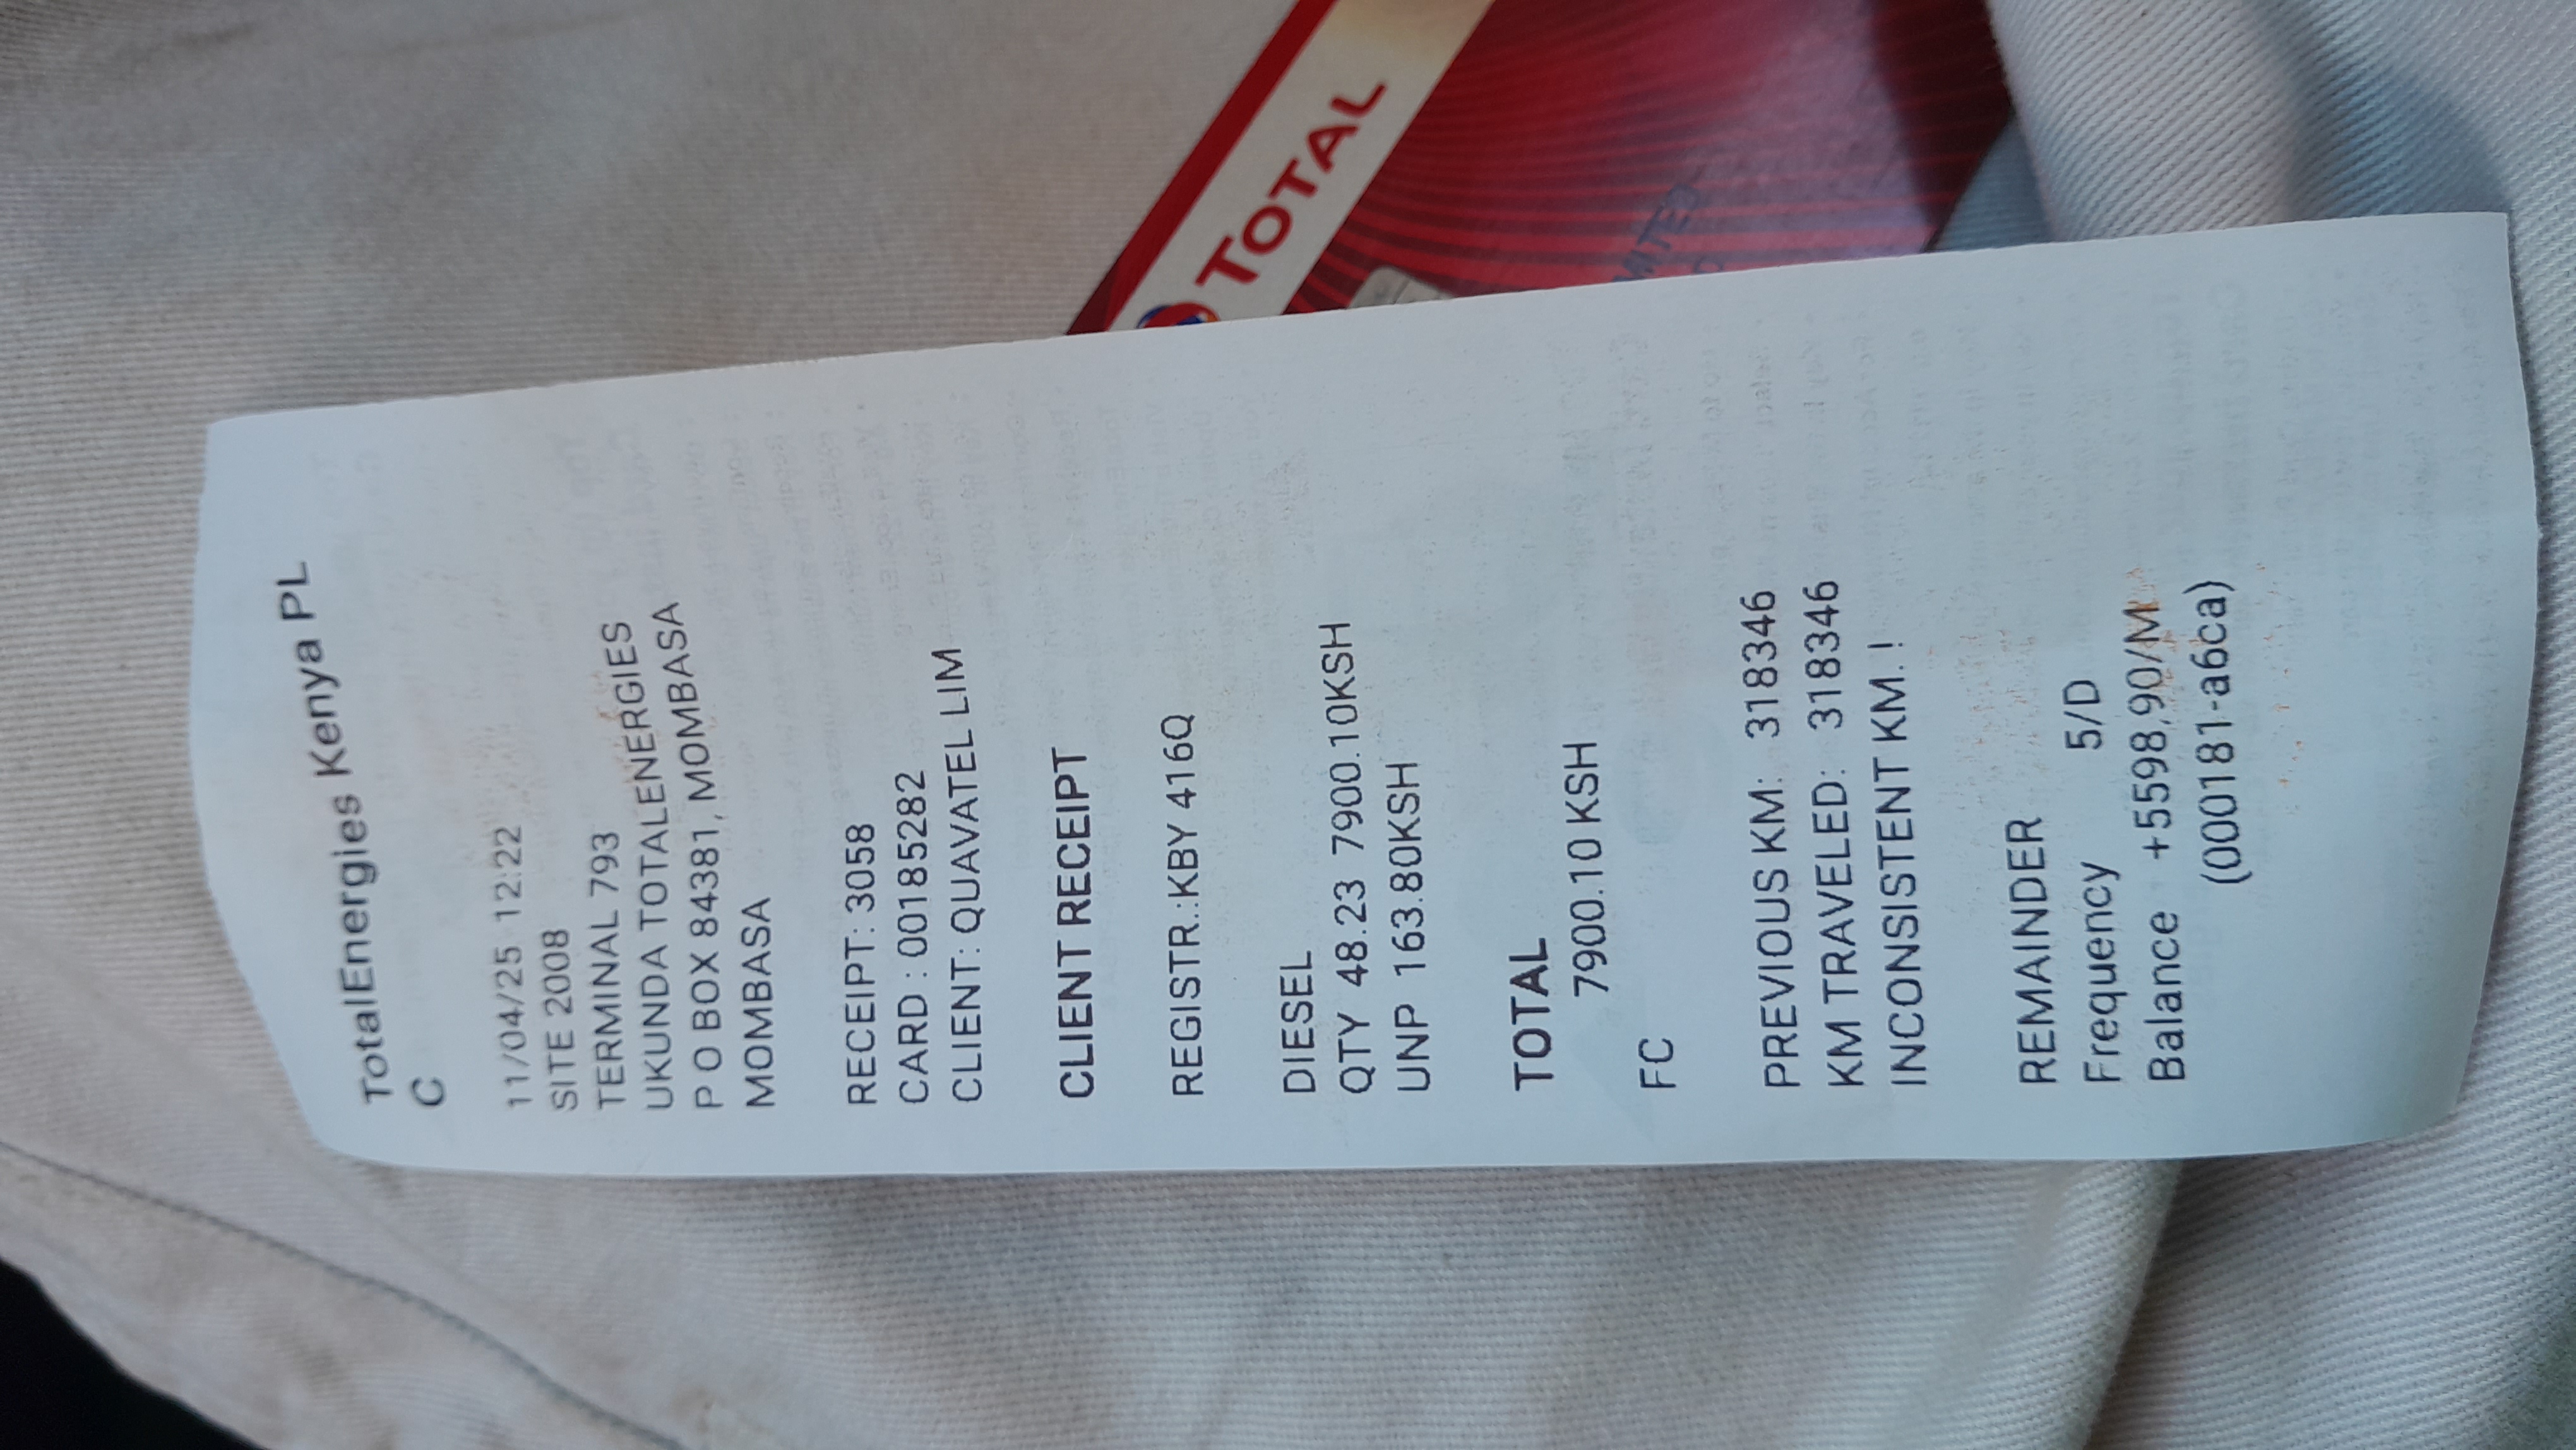 TotalEnergies Kenya PL
C
11/04/25 12:22
SITE 2008
TERMINAL 793
UKUNDA TOTALENERGIES
P O BOX 84381, MOMBASA
MOMBASA
RECEIPT: 3058
CARD : 00185282
CLIENT: QUAVATEL LIM
CLIENT RECEIPT
REGISTR.:KBY 416Q
DIESEL
QTY 48.23 7900.10KSH
UNP 163.80KSH
TOTAL
7900.10 KSH
FC
PREVIOUS KM: 318346
KM TRAVELED: 318346
INCONSISTENT KM. !
REMAINDER
Frequency 5/D
Balance +5598,90/M
(000181-a6ca)
TOTAL